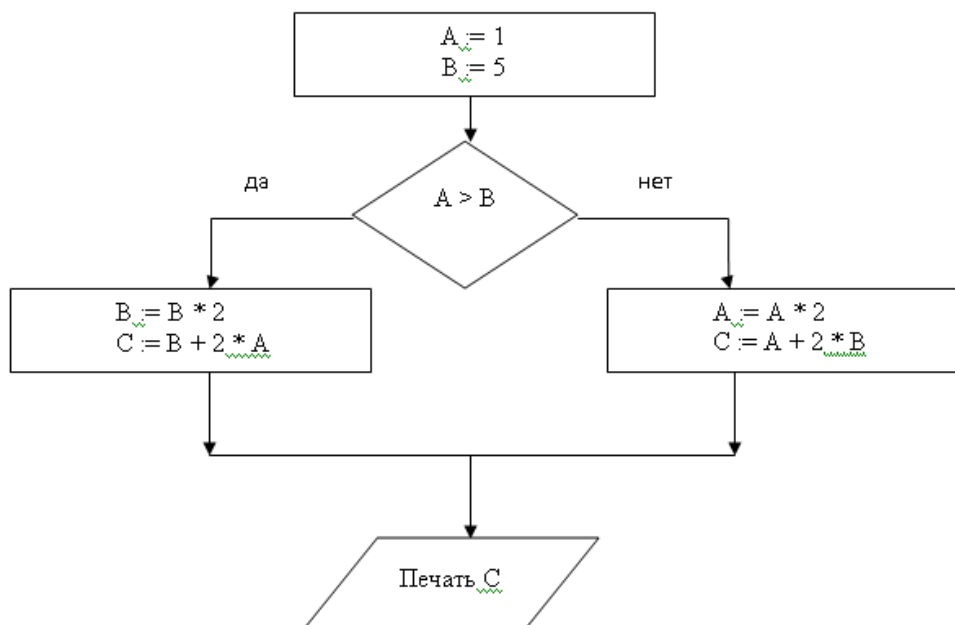 A := 1
B := 5
A > B
да
нет
B := B * 2
C := B + 2 * A
A := A * 2
C := A + 2 * B
Печать C